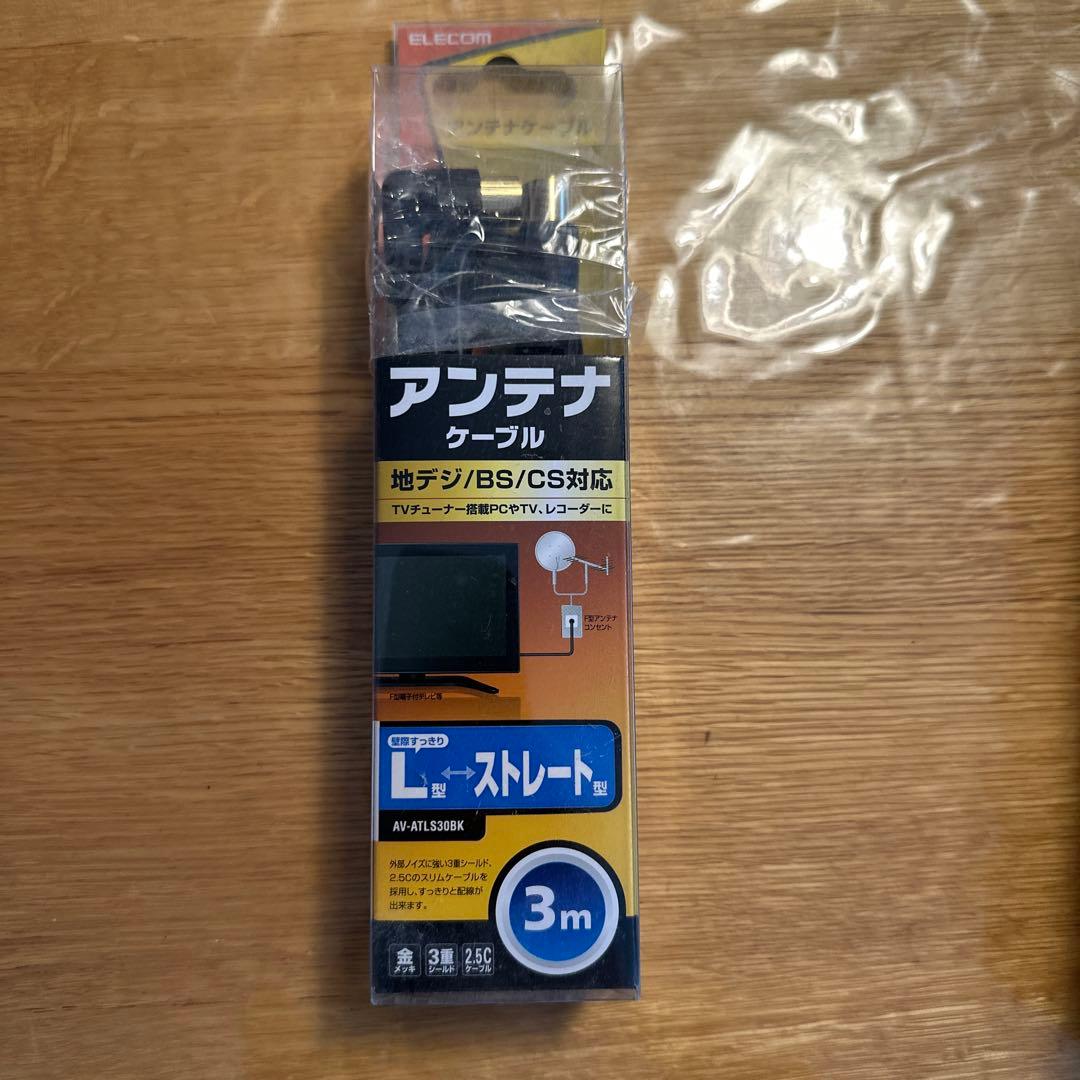 ELECOM
アンテナケーブル
アンテナ
ケーブル
地デジ/BS/CS対応
TVチューナー搭載PCやTV、レコーダーに
F型アンテナ
コンセント
F型端子付テレビ等
壁際すっきり
L型↔ストレート型
AV-ATLS30BK
外部ノイズに強い3重シールド、
2.5Cのスリムケーブルを
採用し、すっきりと配線が
出来ます。
3m
金メッキ
3重シールド
2.5Cケーブル